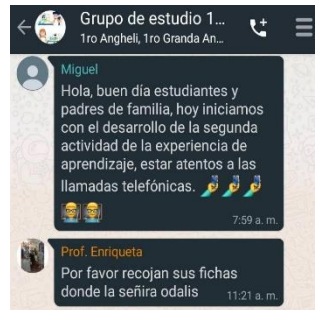 Grupo de estudio 1...
1ro Angheli, 1ro Granda An...
Miguel
Hola, buen día estudiantes y
padres de familia, hoy iniciamos
con el desarrollo de la segunda
actividad de la experiencia de
aprendizaje, estar atentos a las
llamadas telefónicas. 🤳🤳🤳
👩‍🏫👩‍🏫
7:59 a. m.
Prof. Enriqueta
Por favor recojan sus fichas
donde la señira odalis
11:21 a. m.